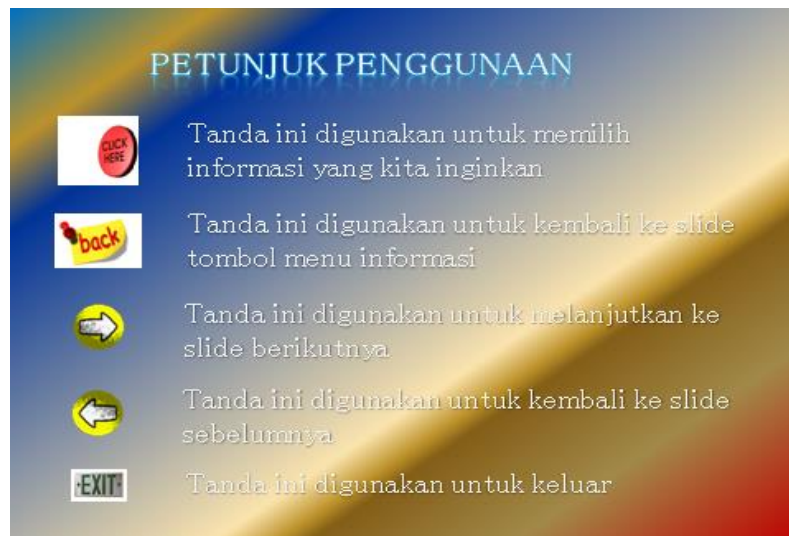 PETUNJUK PENGGUNAAN
CLICK
HERE
Tanda ini digunakan untuk memilih
informasi yang kita inginkan
back
Tanda ini digunakan untuk kembali ke slide
tombol menu informasi
Tanda ini digunakan untuk melanjutkan ke
slide berikutnya
Tanda ini digunakan untuk kembali ke slide
sebelumnya
·EXIT·
Tanda ini digunakan untuk keluar